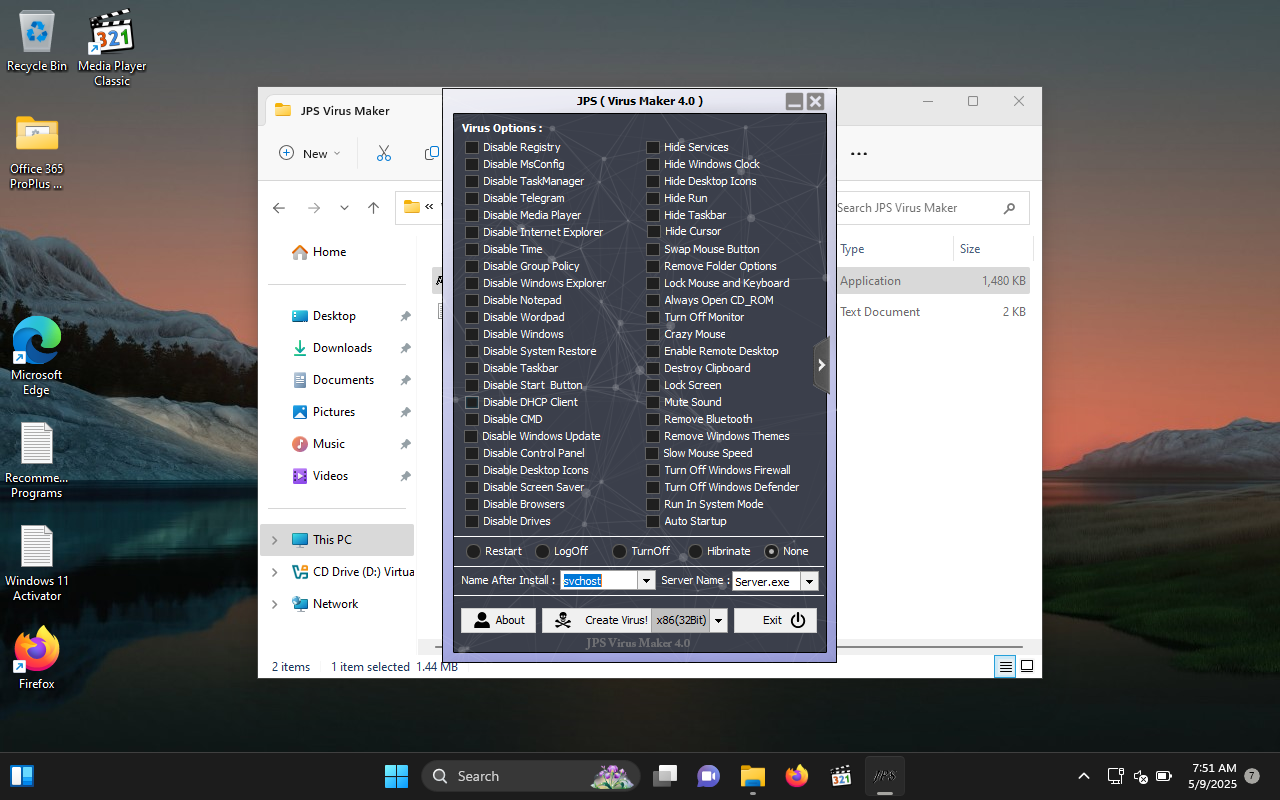 Recycle Bin
Media Player
Classic
Office 365
ProPlus ...
Microsoft
Edge
Recomme...
Programs
Windows 11
Activator
Firefox
JPS Virus Maker
New
Search JPS Virus Maker
Home
Desktop
Downloads
Documents
Pictures
Music
Videos
This PC
CD Drive (D:) Virtua
Network
Type
Size
Application
1,480 KB
Text Document
2 KB
2 items
1 item selected 1.44 MB
JPS ( Virus Maker 4.0 )
Virus Options :
Disable Registry
Disable MsConfig
Disable TaskManager
Disable Telegram
Disable Media Player
Disable Internet Explorer
Disable Time
Disable Group Policy
Disable Windows Explorer
Disable Notepad
Disable Wordpad
Disable Windows
Disable System Restore
Disable Taskbar
Disable Start Button
Disable DHCP Client
Disable CMD
Disable Windows Update
Disable Control Panel
Disable Desktop Icons
Disable Screen Saver
Disable Browsers
Disable Drives
Hide Services
Hide Windows Clock
Hide Desktop Icons
Hide Run
Hide Taskbar
Hide Cursor
Swap Mouse Button
Remove Folder Options
Lock Mouse and Keyboard
Always Open CD_ROM
Turn Off Monitor
Crazy Mouse
Enable Remote Desktop
Destroy Clipboard
Lock Screen
Mute Sound
Remove Bluetooth
Remove Windows Themes
Slow Mouse Speed
Turn Off Windows Firewall
Turn Off Windows Defender
Run In System Mode
Auto Startup
Restart LogOff TurnOff Hibrinate None
Name After Install : svchost Server Name : Server.exe
About Create Virus! x86(32Bit) Exit
JPS Virus Maker 4.0
Search
321
JPS
7:51 AM
5/9/2025
7